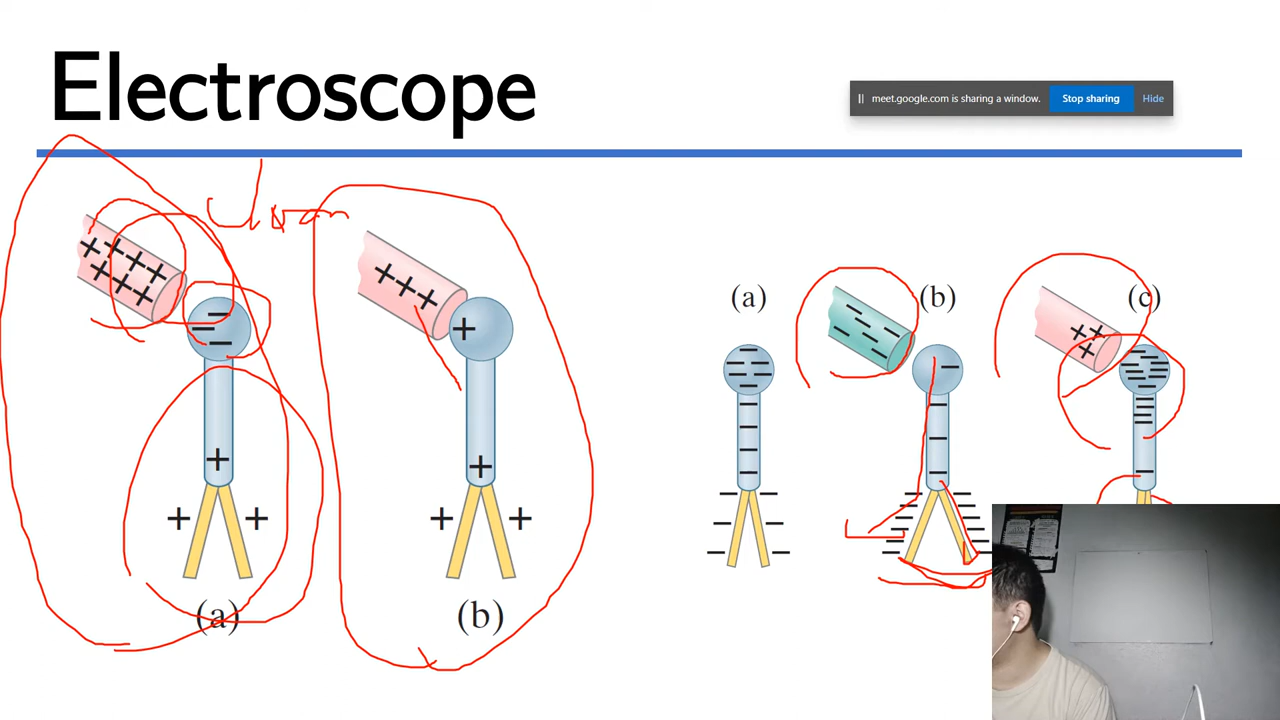 Electroscope
meet.google.com is sharing a window. Stop sharing Hide
(a) (b) (c)
(a) (b)